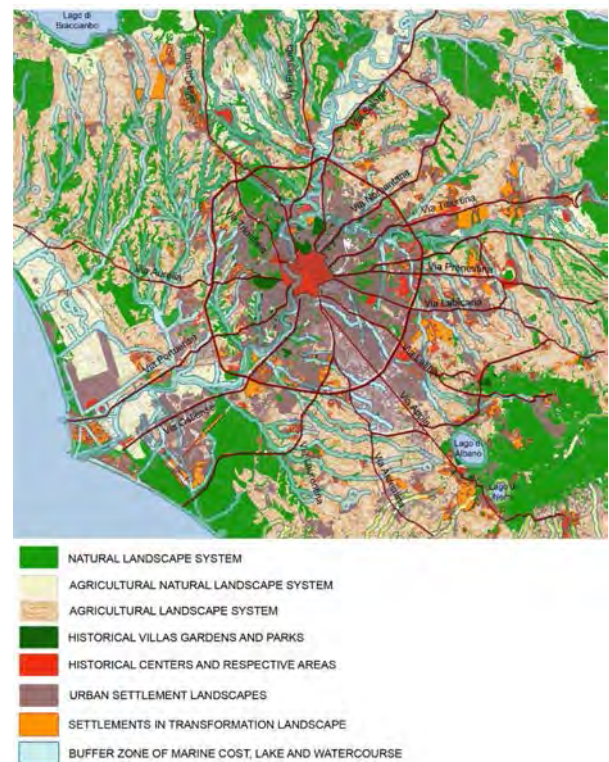 Lago di
Bracciano
Via Cassia
Via Flaminia
Via Salaria
Via Nomentana
Via Tiburtina
Via Trionfale
Via Aurelia
Via Prenestina
Via Labicana
Via Portuense
Via Ostiense
Via Appia
Lago di
Albano
Lago di
Nemi
NATURAL LANDSCAPE SYSTEM
AGRICULTURAL NATURAL LANDSCAPE SYSTEM
AGRICULTURAL LANDSCAPE SYSTEM
HISTORICAL VILLAS GARDENS AND PARKS
HISTORICAL CENTERS AND RESPECTIVE AREAS
URBAN SETTLEMENT LANDSCAPES
SETTLEMENTS IN TRANSFORMATION LANDSCAPE
BUFFER ZONE OF MARINE COST, LAKE AND WATERCOURSE